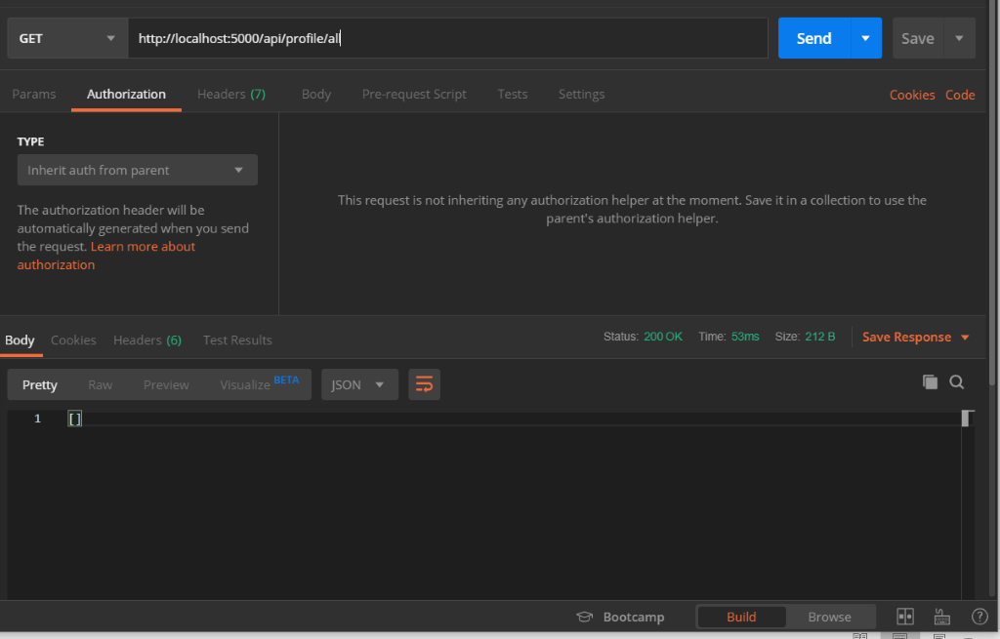 GET http://localhost:5000/api/profile/all Send Save
Params Authorization Headers (7) Body Pre-request Script Tests Settings Cookies Code
TYPE
Inherit auth from parent
The authorization header will be
automatically generated when you send
the request. Learn more about
authorization
This request is not inheriting any authorization helper at the moment. Save it in a collection to use the
parent's authorization helper.
Body Cookies Headers (6) Test Results Status: 200 OK Time: 53ms Size: 212 B Save Response
Pretty Raw Preview Visualize BETA JSON
1 []
Bootcamp Build Browse ?